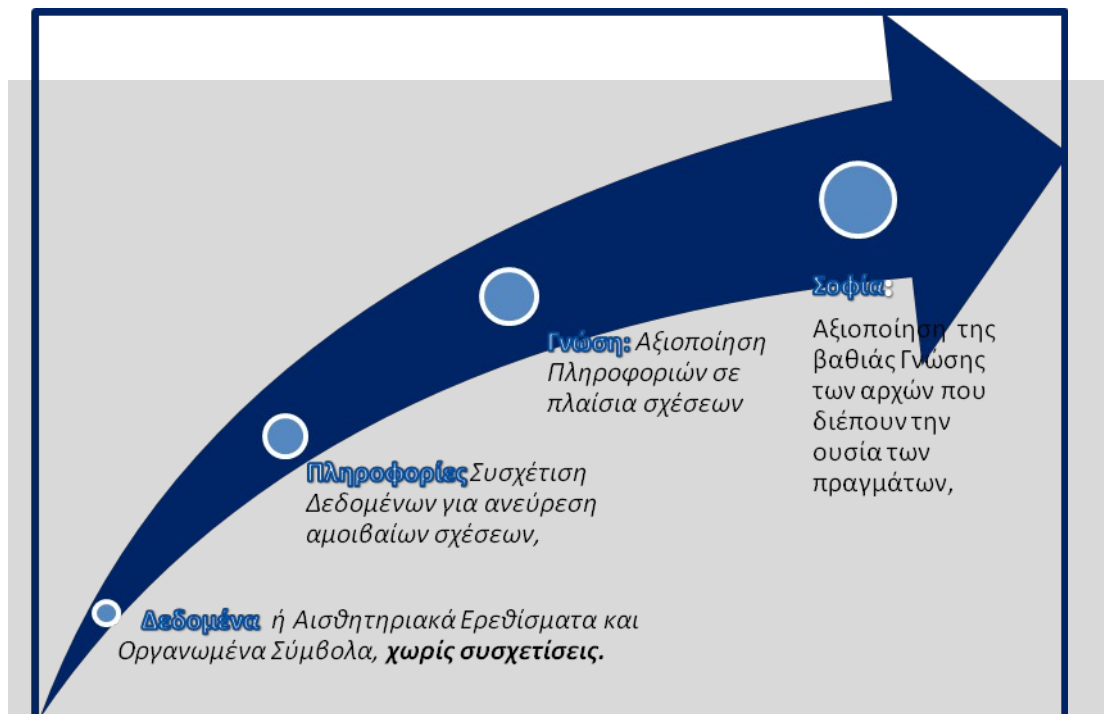 Σοφία:
Αξιοποίηση της
βαθιάς Γνώσης
των αρχών που
διέπουν την
ουσία των
πραγμάτων,
Γνώση: Αξιοποίηση
Πληροφοριών σε
πλαίσια σχέσεων
Πληροφορίες Συσχέτιση
Δεδομένων για ανεύρεση
αμοιβαίων σχέσεων,
Δεδομένα ή Αισθητηριακά Ερεθίσματα και
Οργανωμένα Σύμβολα, χωρίς συσχετίσεις.